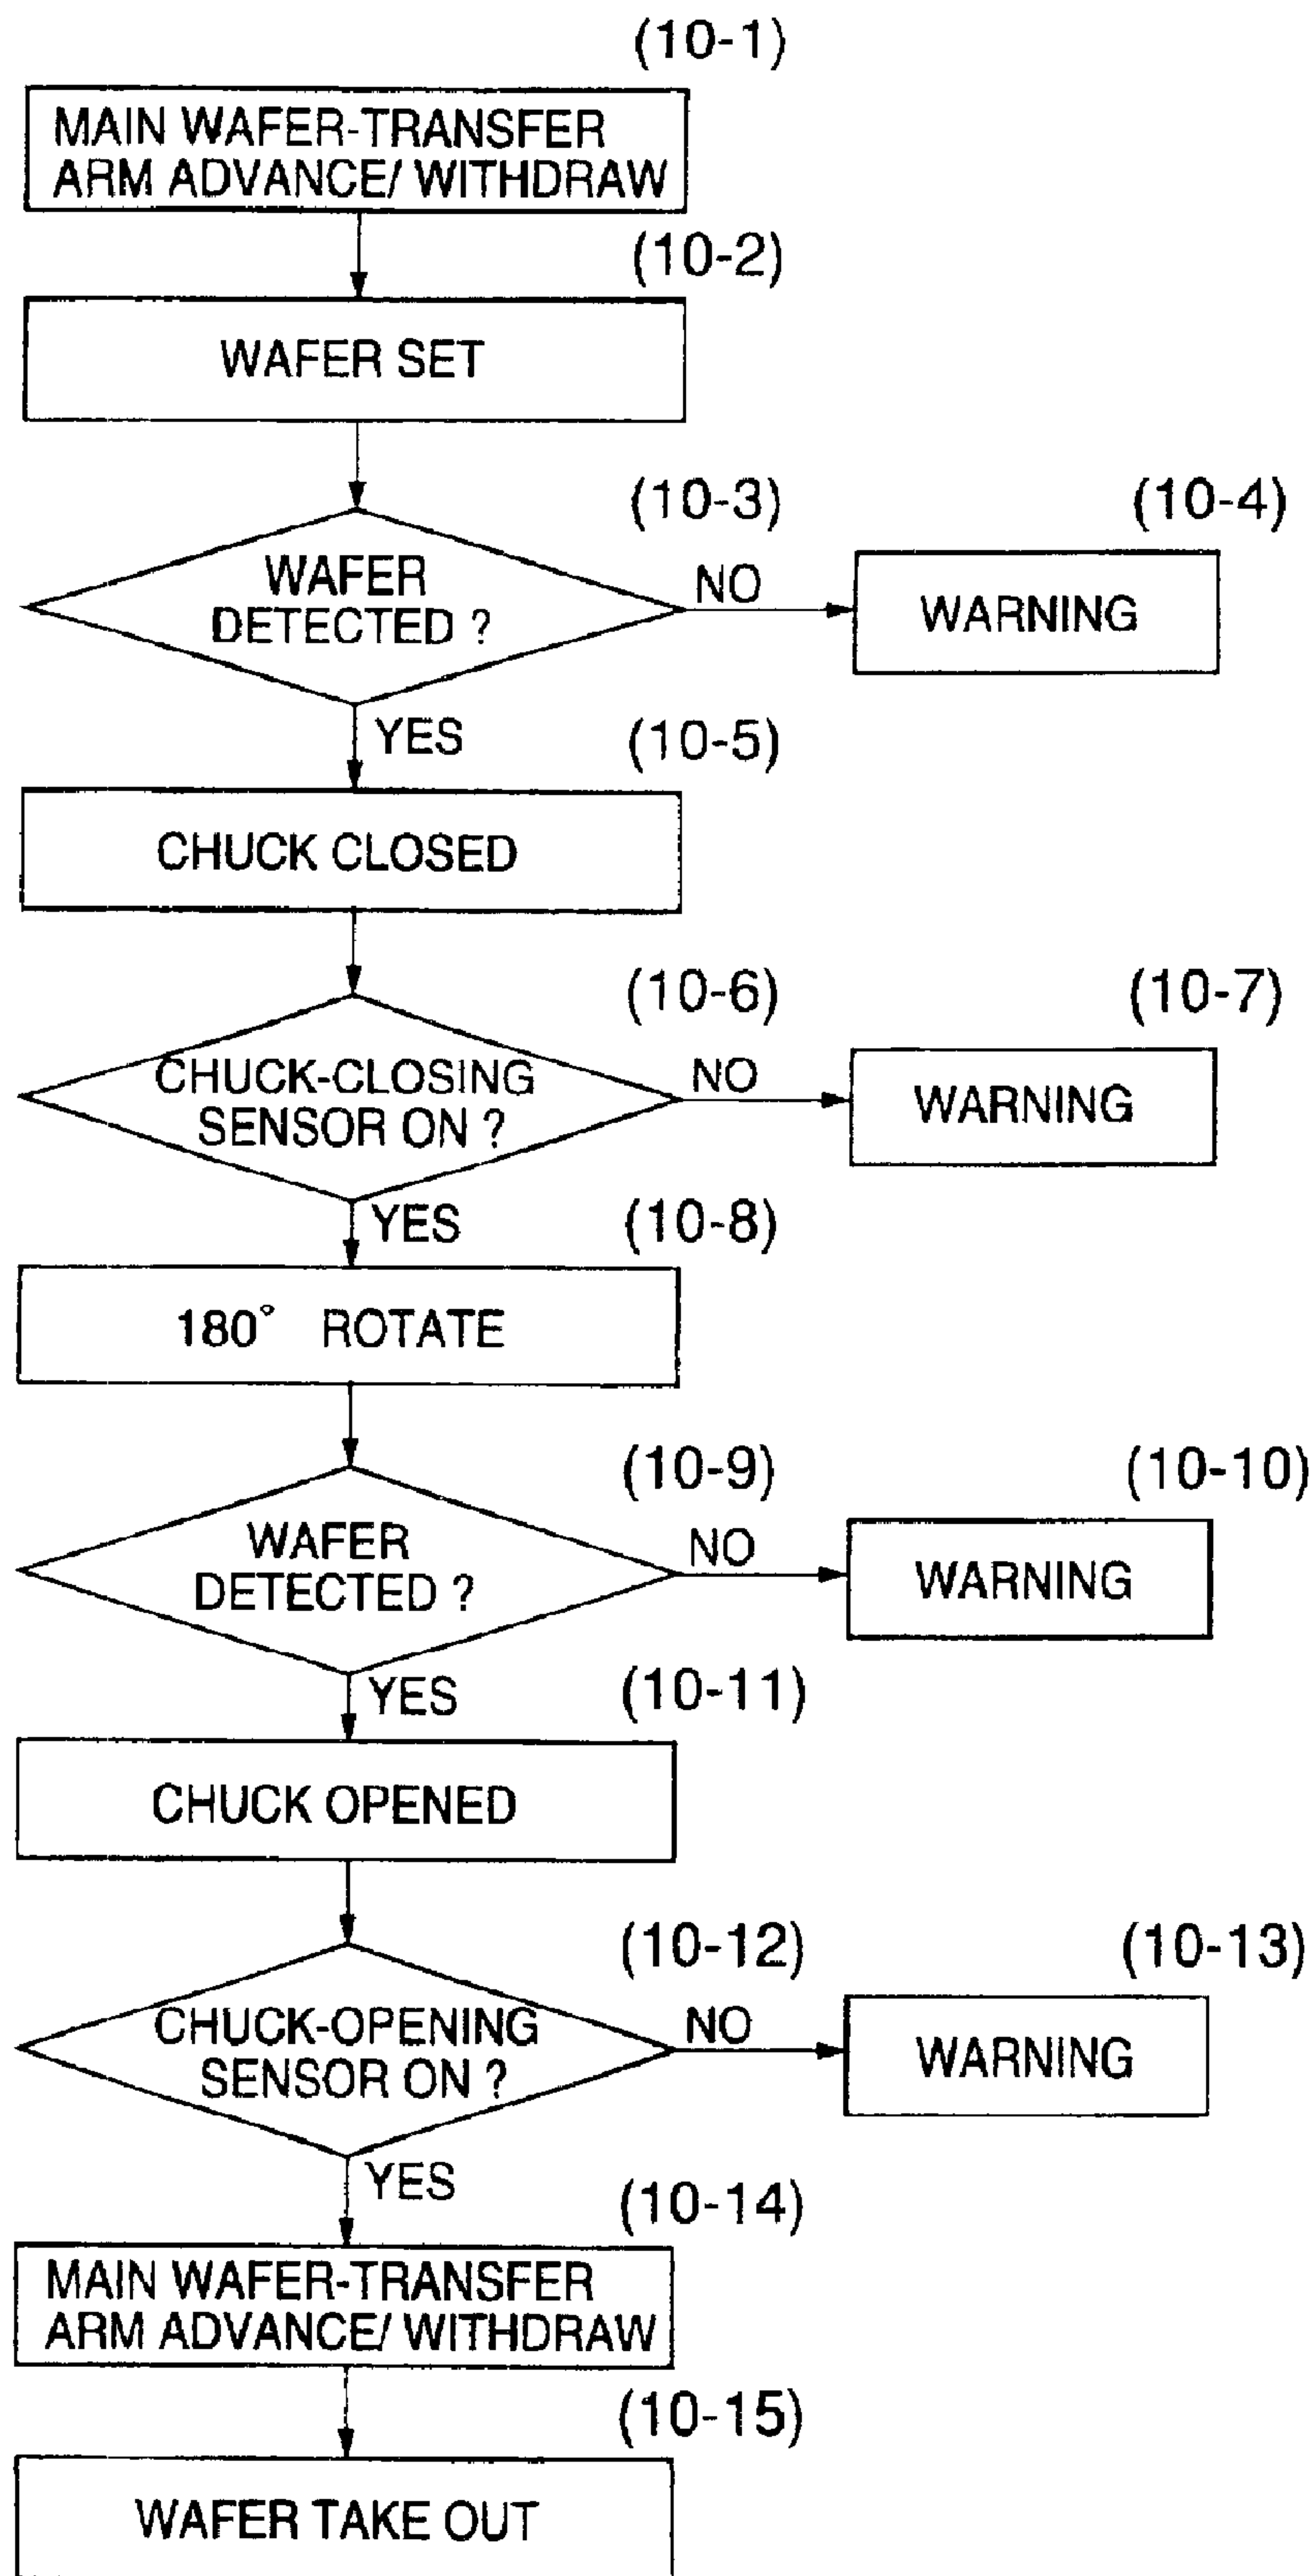 (10-1)
MAIN WAFER-TRANSFER
ARM ADVANCE/ WITHDRAW
(10-2)
WAFER SET
(10-3)
WAFER
DETECTED ?
NO
(10-4)
WARNING
YES
(10-5)
CHUCK CLOSED
(10-6)
CHUCK-CLOSING
SENSOR ON ?
NO
(10-7)
WARNING
YES
(10-8)
180° ROTATE
(10-9)
WAFER
DETECTED ?
NO
(10-10)
WARNING
YES
(10-11)
CHUCK OPENED
(10-12)
CHUCK-OPENING
SENSOR ON ?
NO
(10-13)
WARNING
YES
(10-14)
MAIN WAFER-TRANSFER
ARM ADVANCE/ WITHDRAW
(10-15)
WAFER TAKE OUT